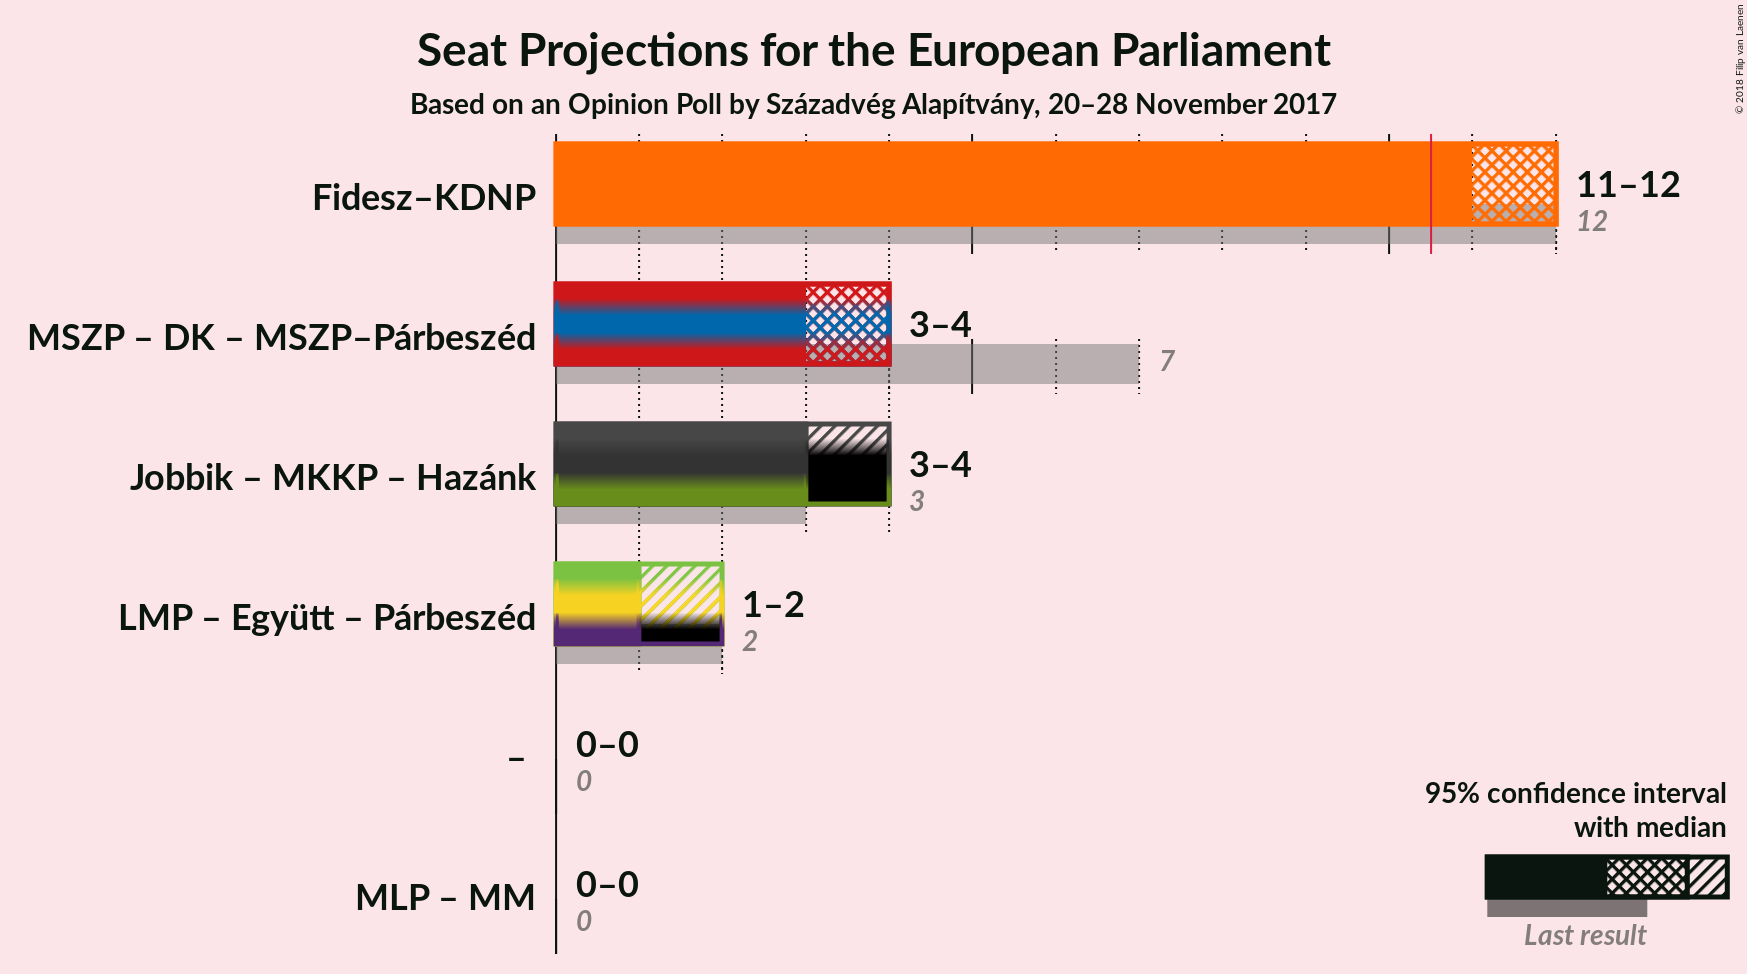 Seat Projections for the European Parliament
Based on an Opinion Poll by Századvég Alapítvány, 20–28 November 2017
© 2018 Filip van Laenen
Fidesz–KDNP
11–12
12
MSZP – DK – MSZP–Párbeszéd
3–4
7
Jobbik – MKKP – Hazánk
3–4
3
LMP – Együtt – Párbeszéd
1–2
2
–
0–0
0
MLP – MM
0–0
0
95% confidence interval
with median
Last result